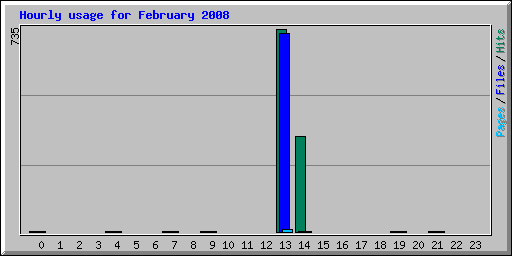 Hourly usage for February 2008
735
Pages/Files/Hits
0 1 2 3 4 5 6 7 8 9 10 11 12 13 14 15 16 17 18 19 20 21 22 23